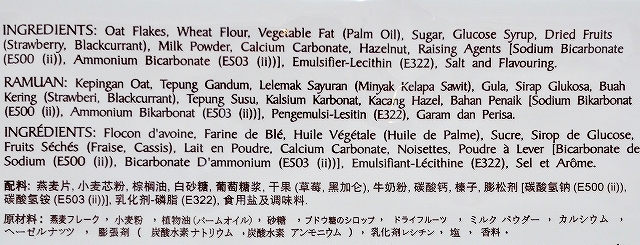 INGREDIENTS: Oat Flakes, Wheat Flour, Vegetable Fat (Palm Oil), Sugar, Glucose Syrup, Dried Fruits
(Strawberry, Blackcurrant), Milk Powder, Calcium Carbonate, Hazelnut, Raising Agents [Sodium Bicarbonate
(E500 (ii)), Ammonium Bicarbonate (E503 (ii))], Emulsifier-Lecithin (E322), Salt and Flavouring.
RAMUAN: Kepingan Oat, Tepung Gandum, Lelemak Sayuran (Minyak Kelapa Sawit), Gula, Sirap Glukosa, Buah
Kering (Strawberi, Blackcurrant), Tepung Susu, Kalsium Karbonat, Kacang Hazel, Bahan Penaik [Sodium Bikarbonat
(E500 (ii)), Ammonium Bikarbonat (E503 (ii))], Pengemulsi-Lesitin (E322), Garam dan Perisa.
INGRÉDIENTS: Flocon d'avoine, Farine de Blé, Huile Végétale (Huile de Palme), Sucre, Sirop de Glucose,
Fruits Séchés (Fraise, Cassis), Lait en Poudre, Calcium Carbonate, Noisettes, Poudre à Lever [Bicarbonate de
Sodium (E500 (ii)), Bicarbonate D'ammonium (E503 (ii))], Emulsifiant-Lécithine (E322), Sel et Arôme.
配料: 燕麦片, 小麦芯粉, 棕榈油, 白砂糖, 葡萄糖浆, 干果 (草莓, 黑加仑), 牛奶粉, 碳酸钙, 榛子, 膨松剂 [碳酸氢钠 (E500 (ii)),
碳酸氢铵 (E503 (ii))], 乳化剂-磷脂 (E322), 食用盐及调味料.
原材料: 燕麦フレーク , 小麦粉 , 植物油 (パームオイル) , 砂糖 , ブドウ糖のシロップ , ドライフルーツ , ミルク パウダー , カルシウム ,
ヘーゼルナッツ , 膨張剤 ( 炭酸水素ナトリウム , 炭酸水素 アンモニウム ) , 乳化剤レシチン , 塩 , 香料 .